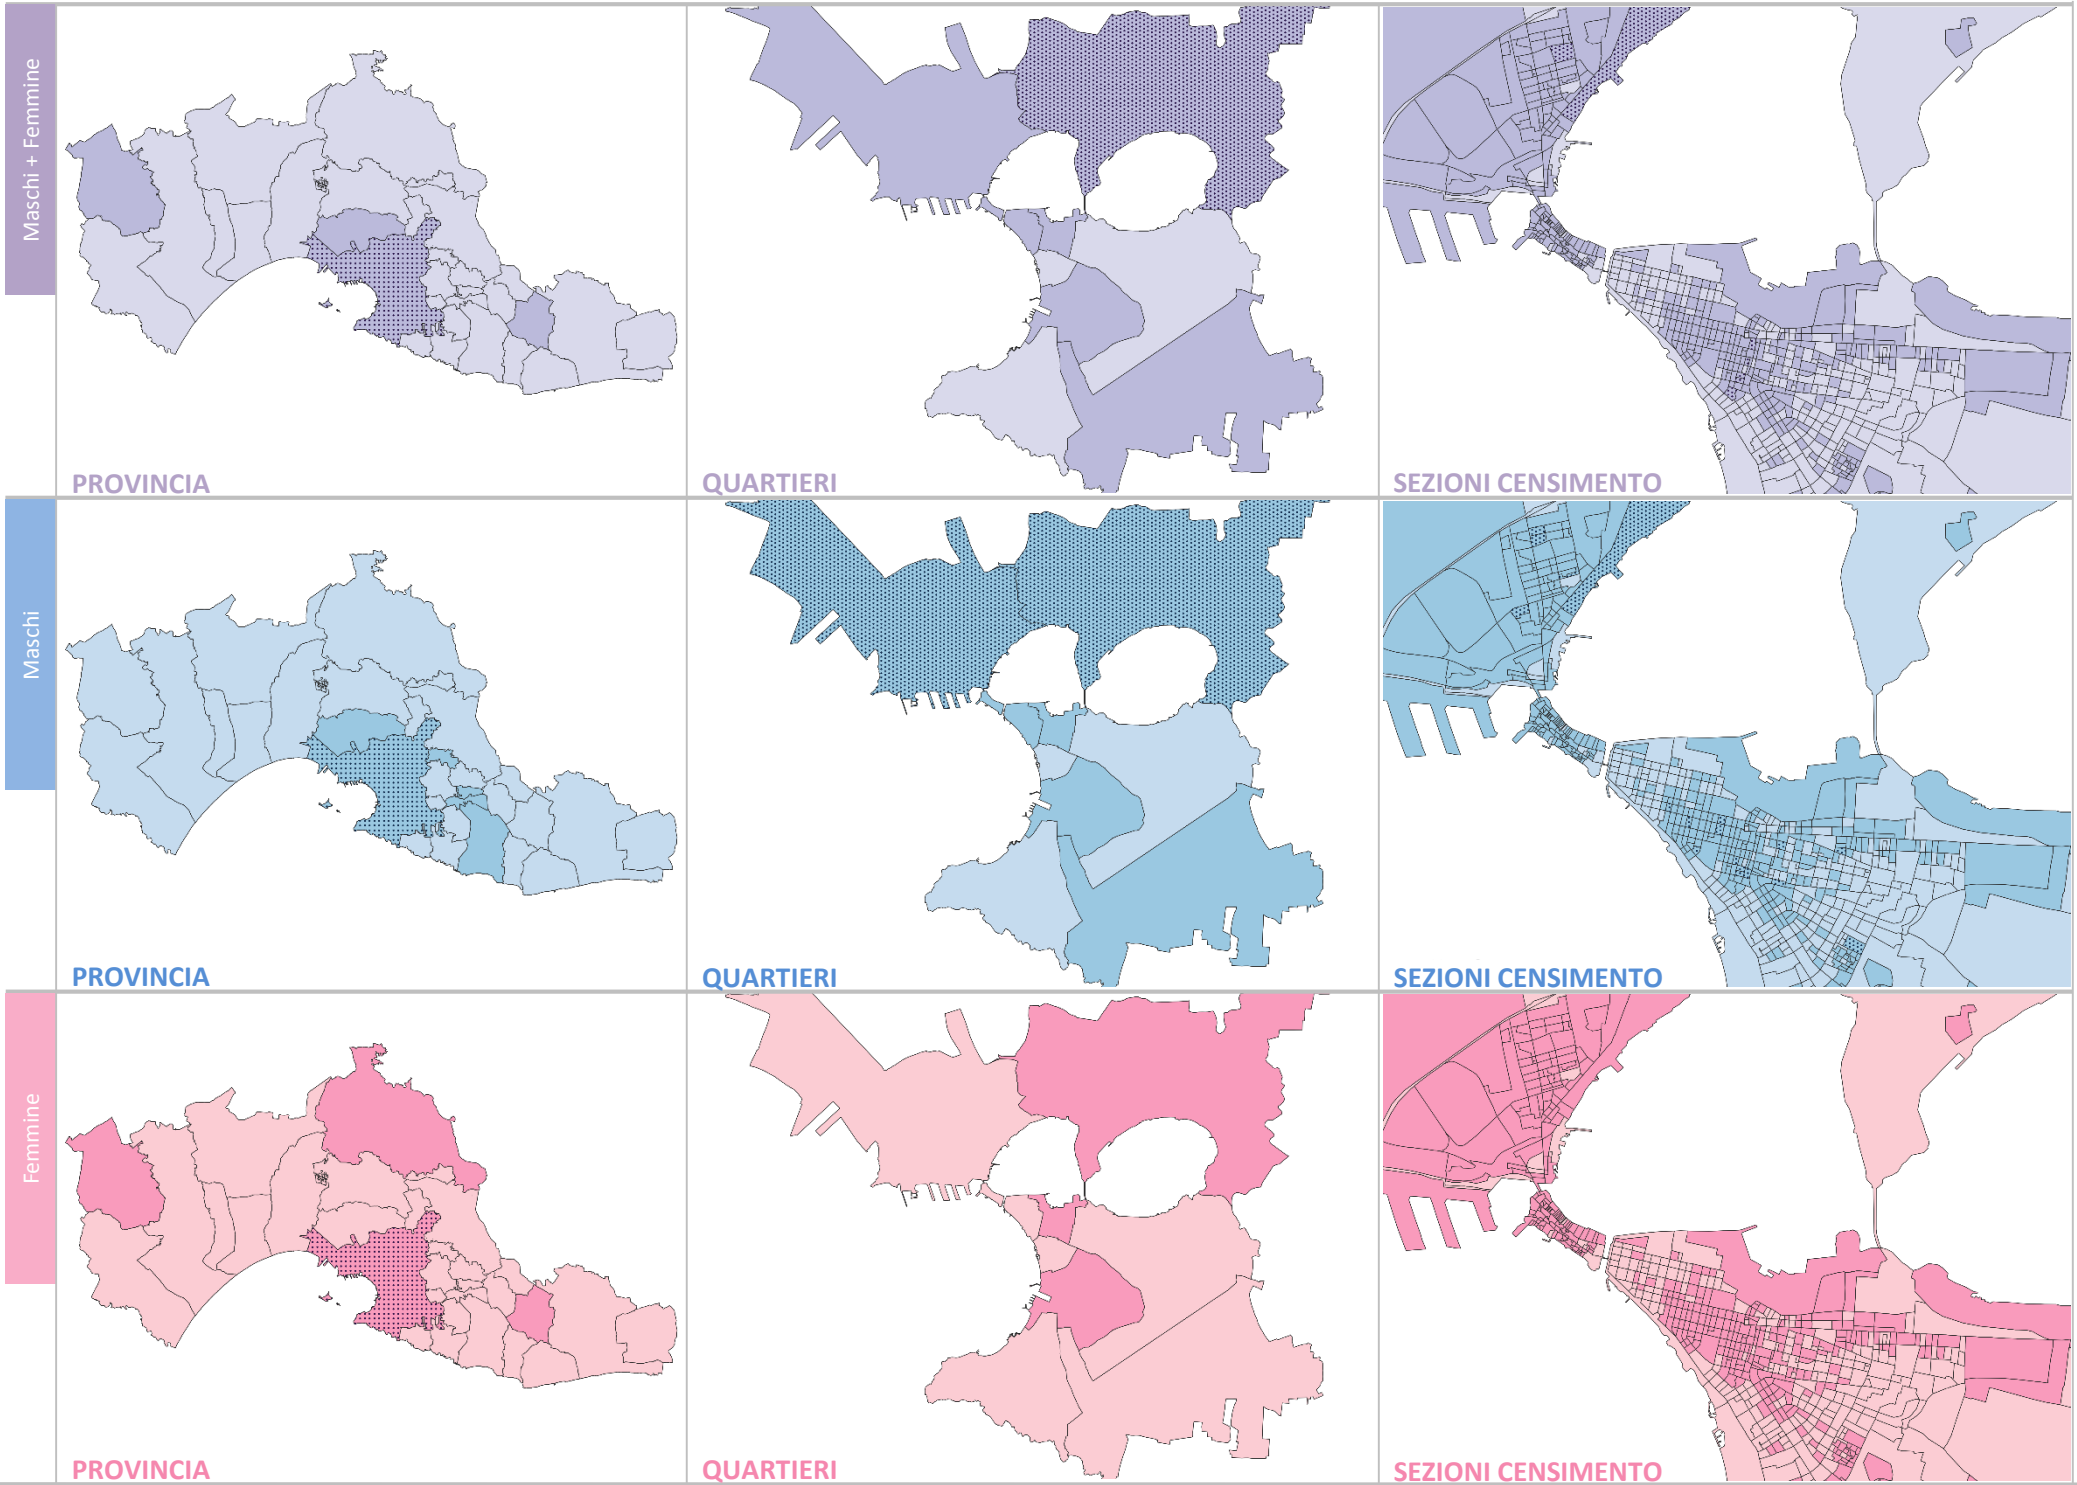 Maschi + Femmine
PROVINCIA
QUARTIERI
SEZIONI CENSIMENTO
Maschi
PROVINCIA
QUARTIERI
SEZIONI CENSIMENTO
Femmine
PROVINCIA
QUARTIERI
SEZIONI CENSIMENTO